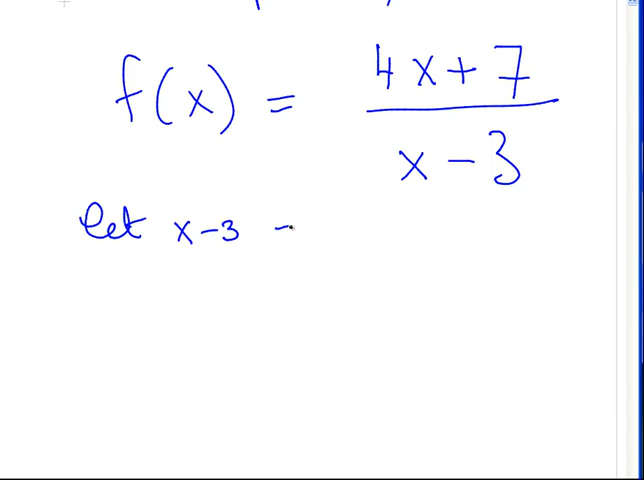 f(x) = 4x+7
x-3
let x-3 -